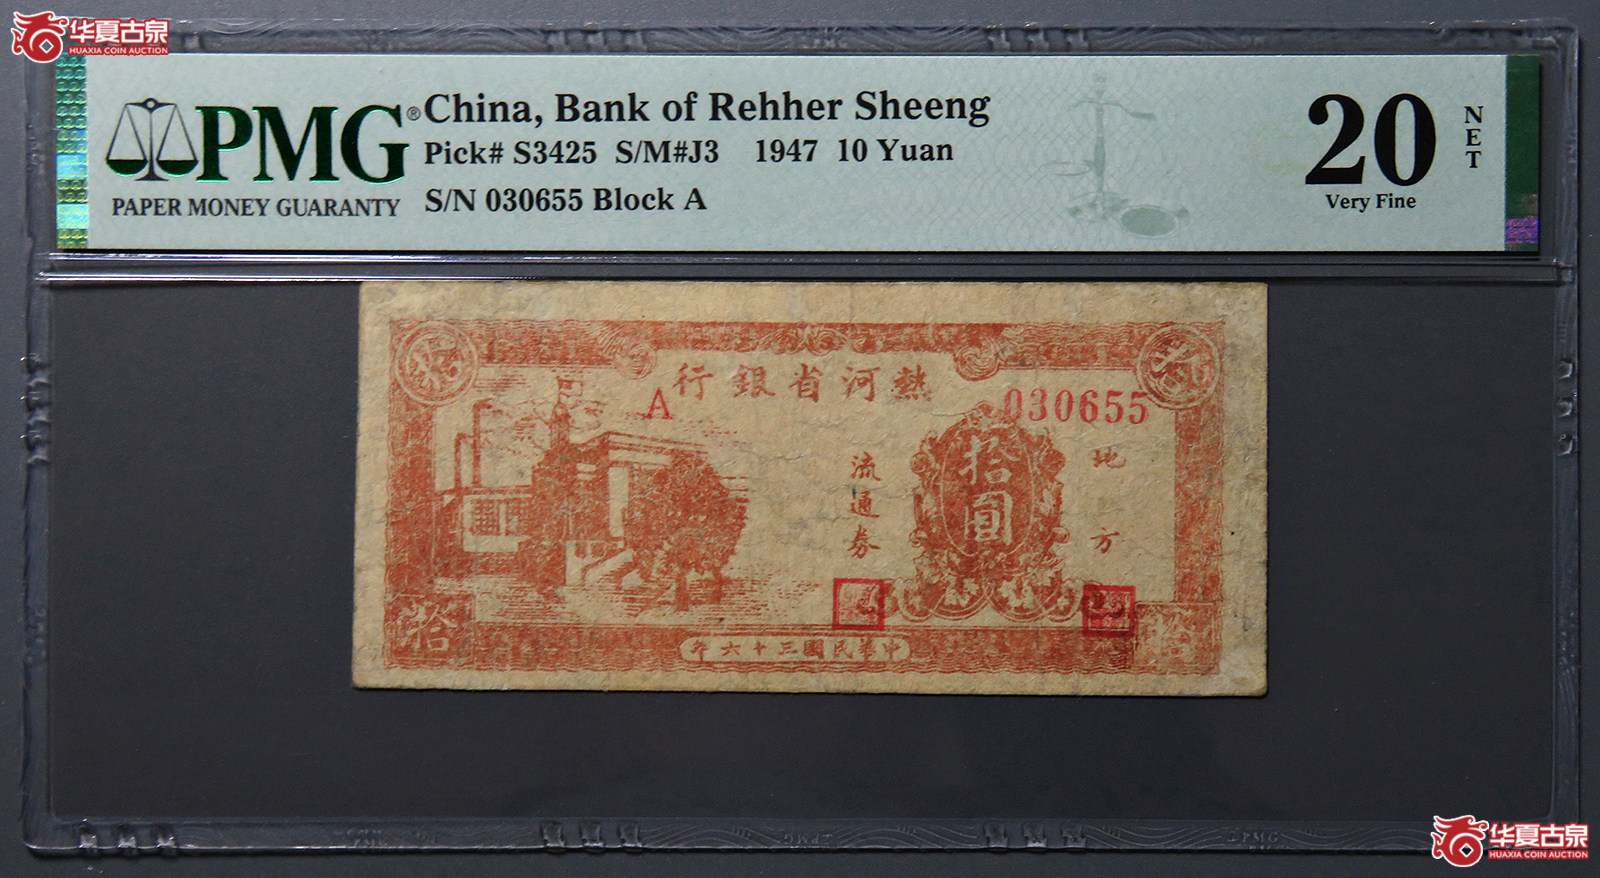 华夏古泉
HUAXIA COIN AUCTION
PMG®
PAPER MONEY GUARANTY
China, Bank of Rehher Sheeng
Pick# S3425 S/M#J3 1947 10 Yuan
S/N 030655 Block A
20
NET
Very Fine
拾
拾
行銀省河熱
A
030655
拾圓
流通券
地方
拾
拾
年六十三國民華中
华夏古泉
HUAXIA COIN AUCTION